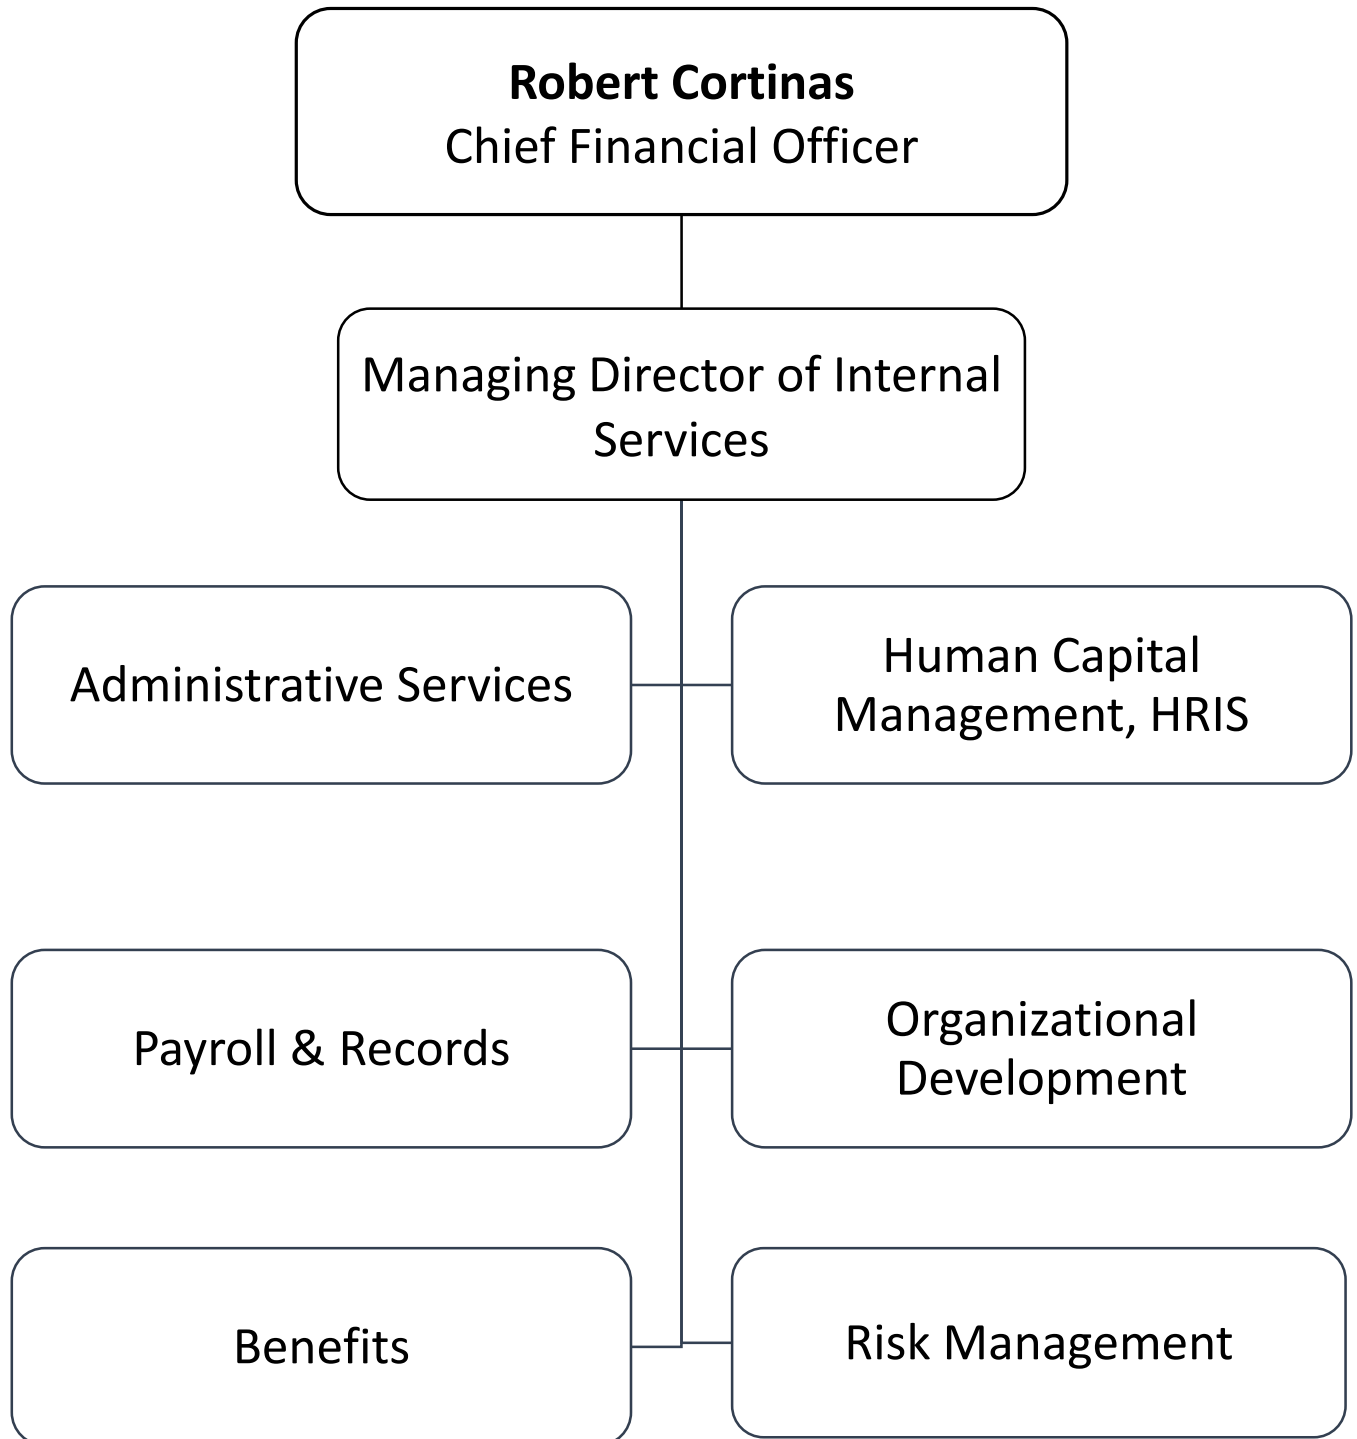 Robert Cortinas
Chief Financial Officer
Managing Director of Internal
Services
Administrative Services
Human Capital
Management, HRIS
Payroll & Records
Organizational
Development
Benefits
Risk Management